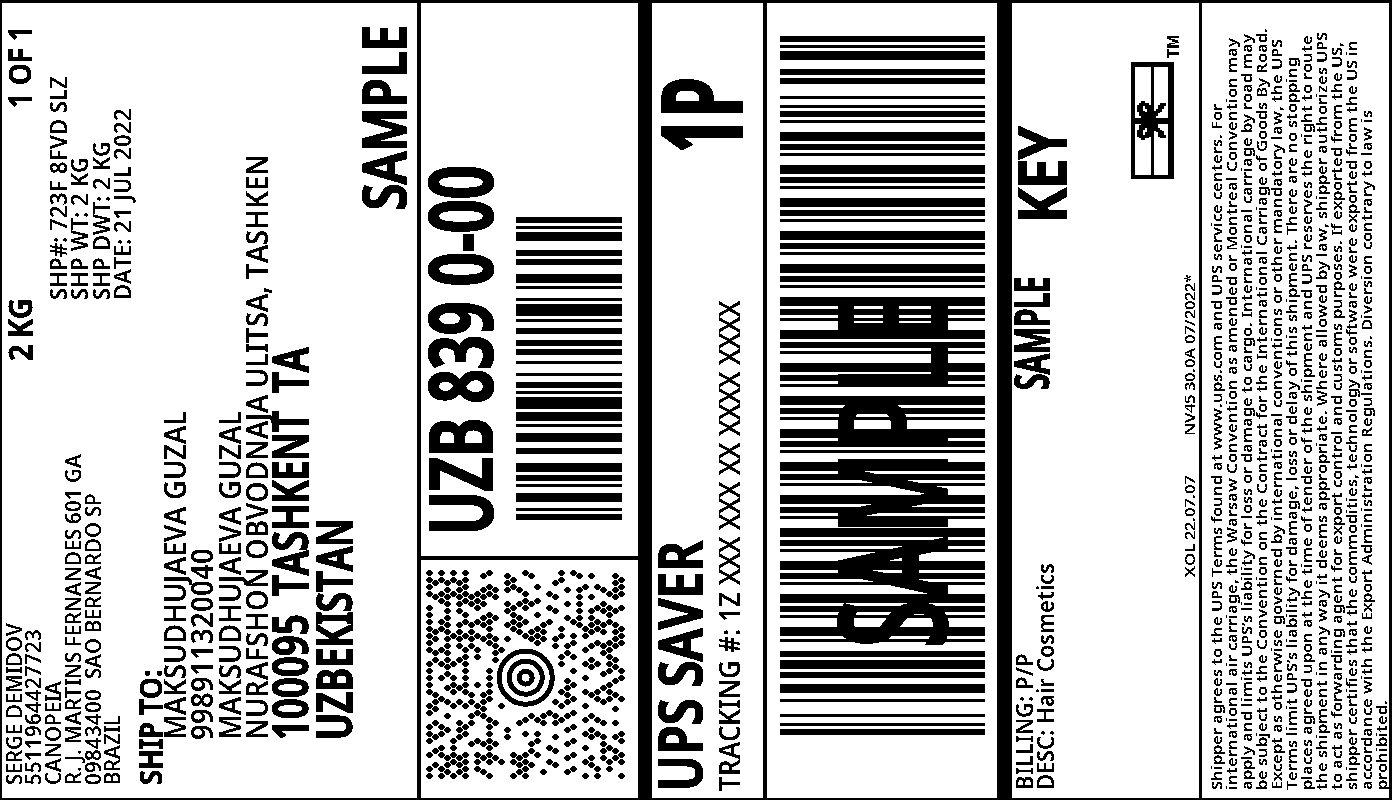 SERGE DEMIDOV
5511964427723
CANOPEIA
R. J. MARTINS FERNANDES 601 GA
09843400 SAO BERNARDO SP
BRAZIL
2 KG
1 OF 1
SHP#: 723F 8FVD SLZ
SHP WT: 2 KG
SHP DWT: 2 KG
DATE: 21 JUL 2022
SHIP TO:
MAKSUDHUJAEVA GUZAL
998911320040
MAKSUDHUJAEVA GUZAL
NURAFSHON OBVODNAJA ULITSA, TASHKEN
100095 TASHKENT TA
UZBEKISTAN
SAMPLE
UZB 839 0-00
UPS SAVER
1P
TRACKING #: 1Z XXX XXX XX XX XXXX XXXX
SAMPLE
BILLING: P/P
DESC: Hair Cosmetics
SAMPLE
KEY
TM
XOL 22.07.07 NV45 30.0A 07/2022*
Shipper agrees to the UPS Terms found at www.ups.com and UPS service centers. For
international air carriage, the Warsaw Convention as amended or Montreal Convention may
apply and limits UPS's liability for loss or damage to cargo. International carriage by road may
be subject to the Convention on the Contract for the International Carriage of Goods By Road.
Except as otherwise governed by international conventions or other mandatory law, the UPS
Terms limit UPS's liability for damage, loss or delay of this shipment. There are no stopping
places agreed upon at the time of tender of the shipment and UPS reserves the right to route
the shipment in any way it deems appropriate. Where allowed by law, shipper authorizes UPS
to act as forwarding agent for export control and customs purposes. If exported from the US,
shipper certifies that the commodities, technology or software were exported from the US in
accordance with the Export Administration Regulations. Diversion contrary to law is
prohibited.